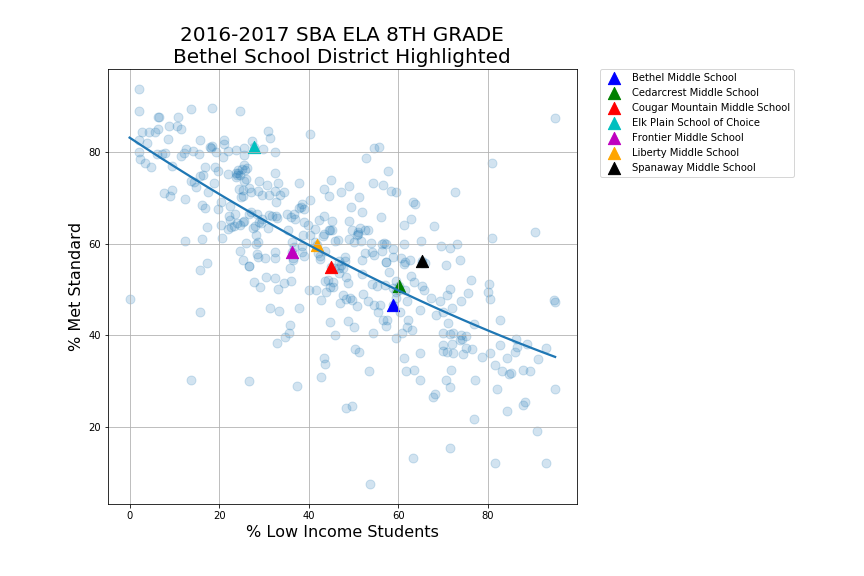 2016-2017 SBA ELA 8TH GRADE
Bethel School District Highlighted
Bethel Middle School
Cedarcrest Middle School
Cougar Mountain Middle School
Elk Plain School of Choice
Frontier Middle School
Liberty Middle School
Spanaway Middle School
% Met Standard
80
60
40
20
0 20 40 60 80
% Low Income Students